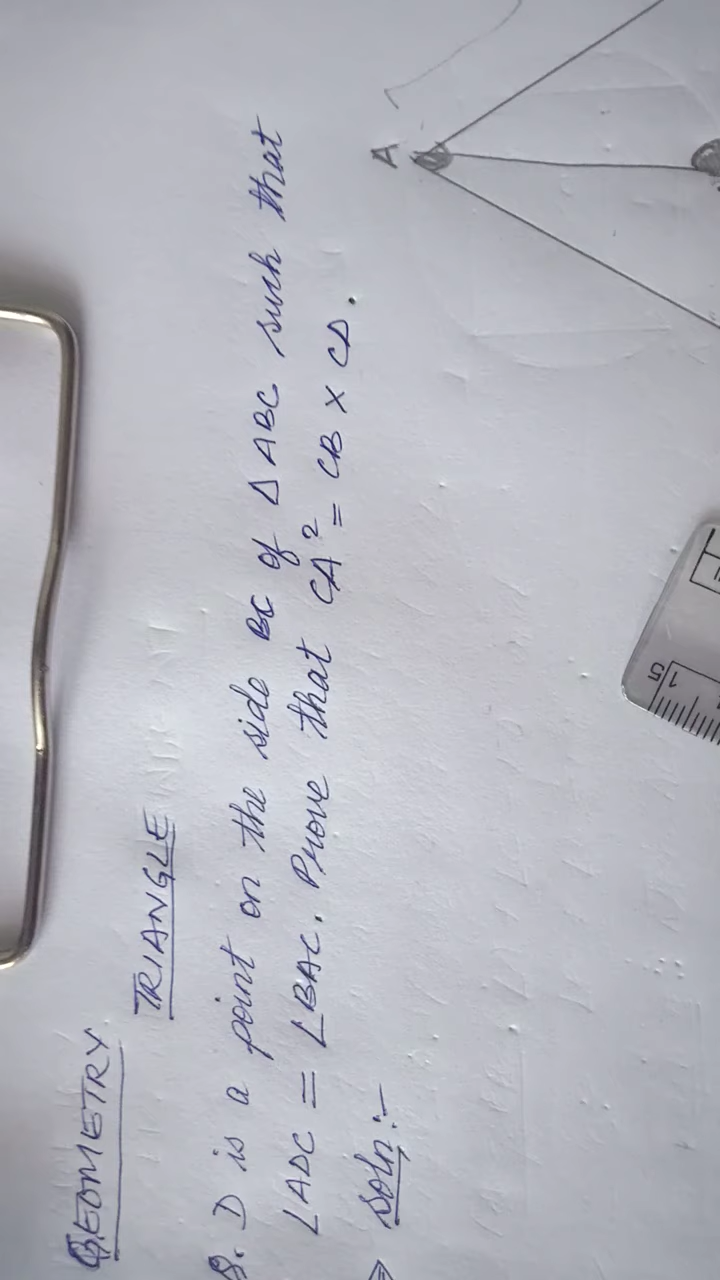 GEOMETRY
TRIANGLE
Q. D is a point on the side BC of Δ ABC such that
∠ADC = ∠BAC. Prove that CA² = CB × CD.
⇒ Soln:-
A
15